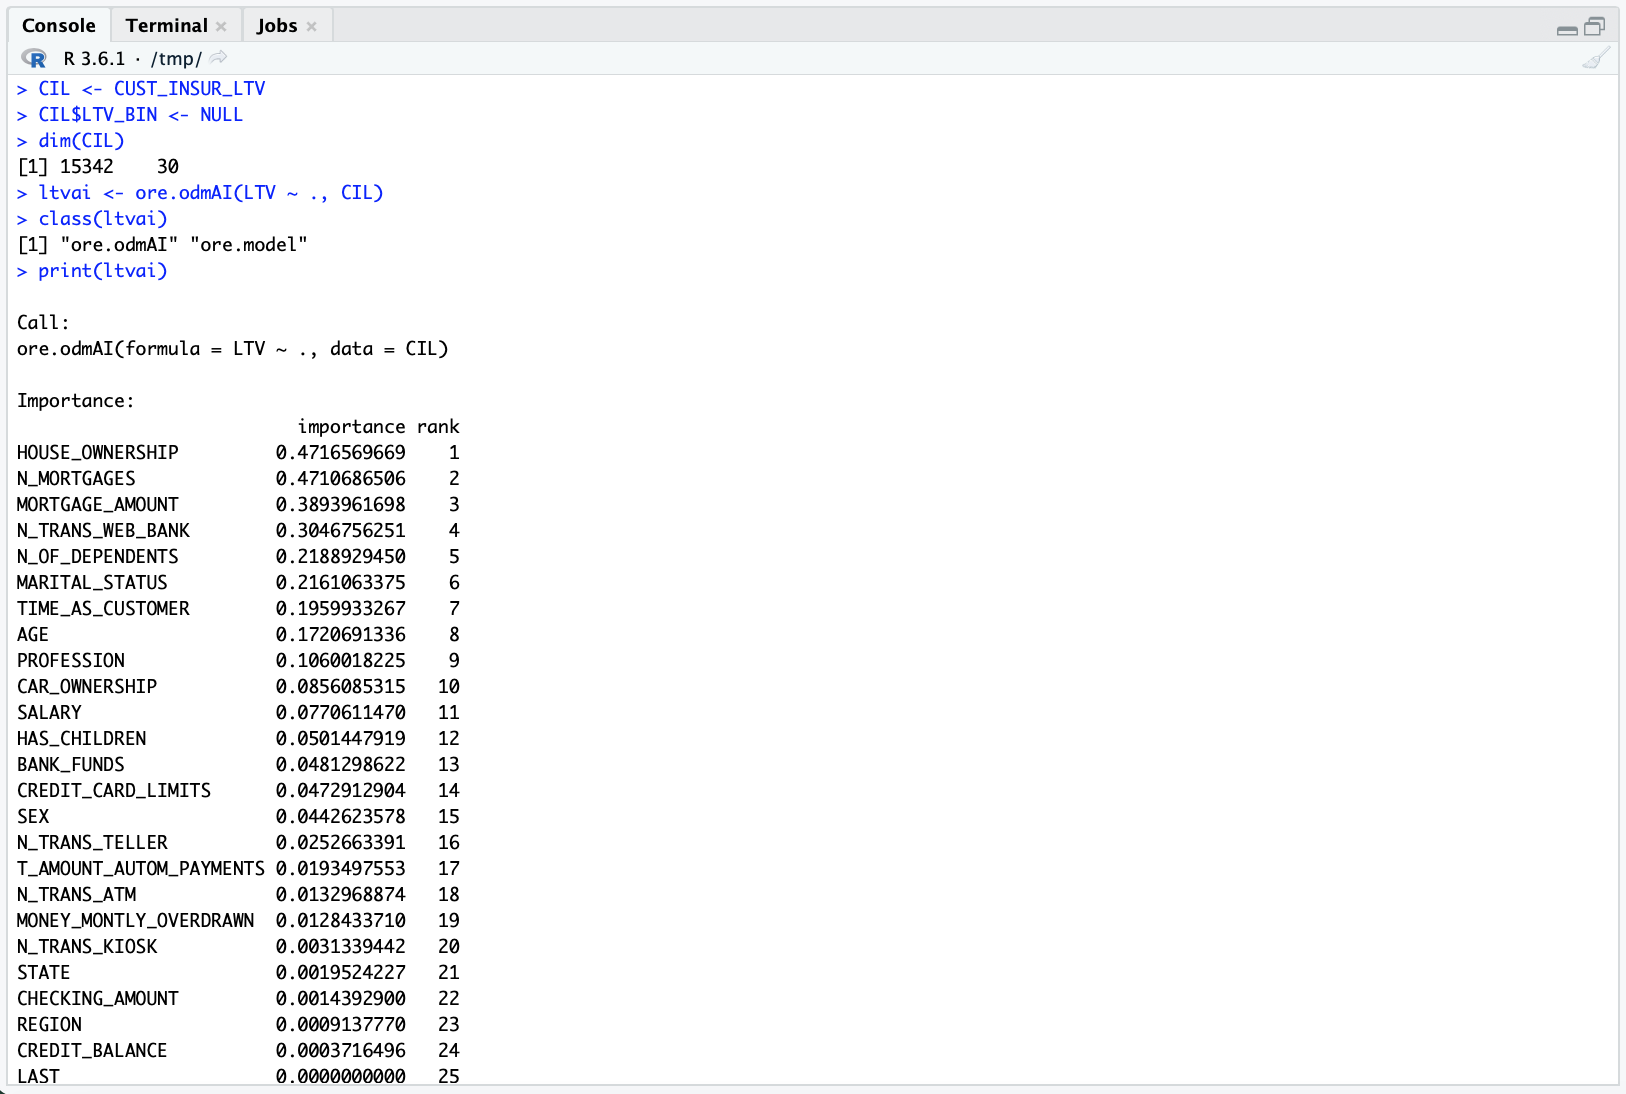 Console Terminal × Jobs ×
R R 3.6.1 · /tmp/
> CIL <- CUST_INSUR_LTV
> CIL$LTV_BIN <- NULL
> dim(CIL)
[1] 15342    30
> ltvai <- ore.odmAI(LTV ~ ., CIL)
> class(ltvai)
[1] "ore.odmAI" "ore.model"
> print(ltvai)
Call:
ore.odmAI(formula = LTV ~ ., data = CIL)
Importance:
importance rank
HOUSE_OWNERSHIP         0.4716569669    1
N_MORTGAGES             0.4710686506    2
MORTGAGE_AMOUNT         0.3893961698    3
N_TRANS_WEB_BANK        0.3046756251    4
N_OF_DEPENDENTS         0.2188929450    5
MARITAL_STATUS          0.2161063375    6
TIME_AS_CUSTOMER        0.1959933267    7
AGE                     0.1720691336    8
PROFESSION              0.1060018225    9
CAR_OWNERSHIP           0.0856085315   10
SALARY                  0.0770611470   11
HAS_CHILDREN            0.0501447919   12
BANK_FUNDS              0.0481298622   13
CREDIT_CARD_LIMITS      0.0472912904   14
SEX                     0.0442623578   15
N_TRANS_TELLER          0.0252663391   16
T_AMOUNT_AUTOM_PAYMENTS 0.0193497553   17
N_TRANS_ATM             0.0132968874   18
MONEY_MONTLY_OVERDRAWN  0.0128433710   19
N_TRANS_KIOSK           0.0031339442   20
STATE                   0.0019524227   21
CHECKING_AMOUNT         0.0014392900   22
REGION                  0.0009137770   23
CREDIT_BALANCE          0.0003716496   24
LAST                    0.0000000000   25